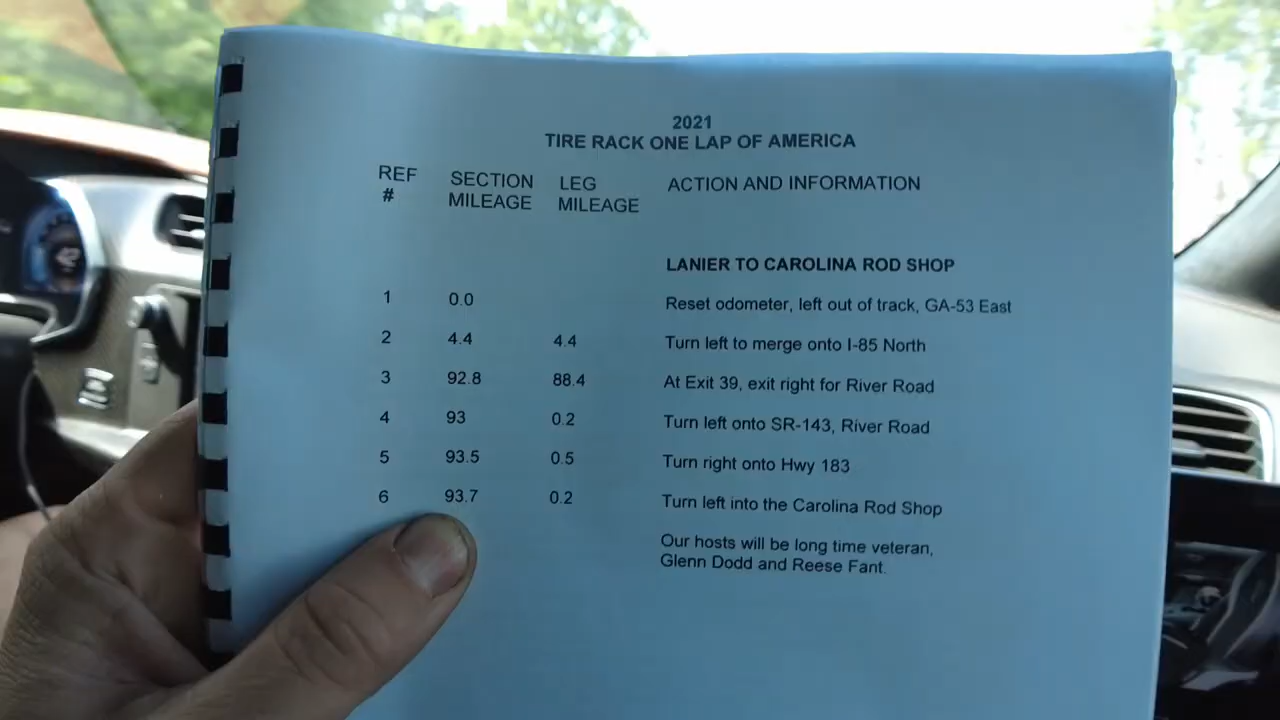 2021
TIRE RACK ONE LAP OF AMERICA
REF # SECTION MILEAGE LEG MILEAGE ACTION AND INFORMATION
LANIER TO CAROLINA ROD SHOP
1 0.0 Reset odometer, left out of track, GA-53 East
2 4.4 4.4 Turn left to merge onto I-85 North
3 92.8 88.4 At Exit 39, exit right for River Road
4 93 0.2 Turn left onto SR-143, River Road
5 93.5 0.5 Turn right onto Hwy 183
6 93.7 0.2 Turn left into the Carolina Rod Shop
Our hosts will be long time veteran,
Glenn Dodd and Reese Fant.